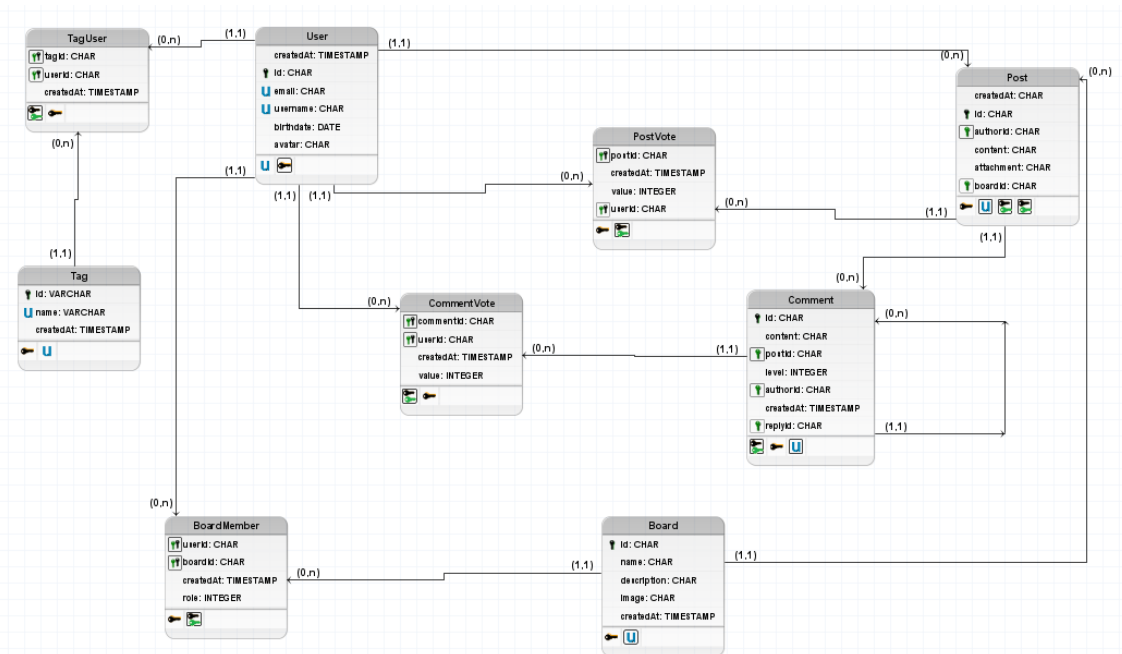 TagUser
tagId: CHAR
userId: CHAR
createdAt: TIMESTAMP
(0,n)
(1,1)
User
createdAt: TIMESTAMP
id: CHAR
U email: CHAR
U username: CHAR
birthdate: DATE
avatar: CHAR
U
(1,1)
(0,n)
Post
createdAt: CHAR
id: CHAR
authorId: CHAR
content: CHAR
attachment: CHAR
boardId: CHAR
U
(0,n)
(0,n)
(1,1)
(1,1)
(1,1)
(0,n)
PostVote
postId: CHAR
createdAt: TIMESTAMP
value: INTEGER
userId: CHAR
(0,n)
(1,1)
(1,1)
(1,1)
Tag
id: VARCHAR
U name: VARCHAR
createdAt: TIMESTAMP
U
(0,n)
CommentVote
commentId: CHAR
userId: CHAR
createdAt: TIMESTAMP
value: INTEGER
(0,n)
(1,1)
(0,n)
Comment
id: CHAR
content: CHAR
postId: CHAR
level: INTEGER
authorId: CHAR
createdAt: TIMESTAMP
replyId: CHAR
U
(0,n)
(1,1)
(0,n)
BoardMember
userId: CHAR
boardId: CHAR
createdAt: TIMESTAMP
role: INTEGER
(0,n)
(1,1)
Board
id: CHAR
name: CHAR
description: CHAR
image: CHAR
createdAt: TIMESTAMP
U
(1,1)